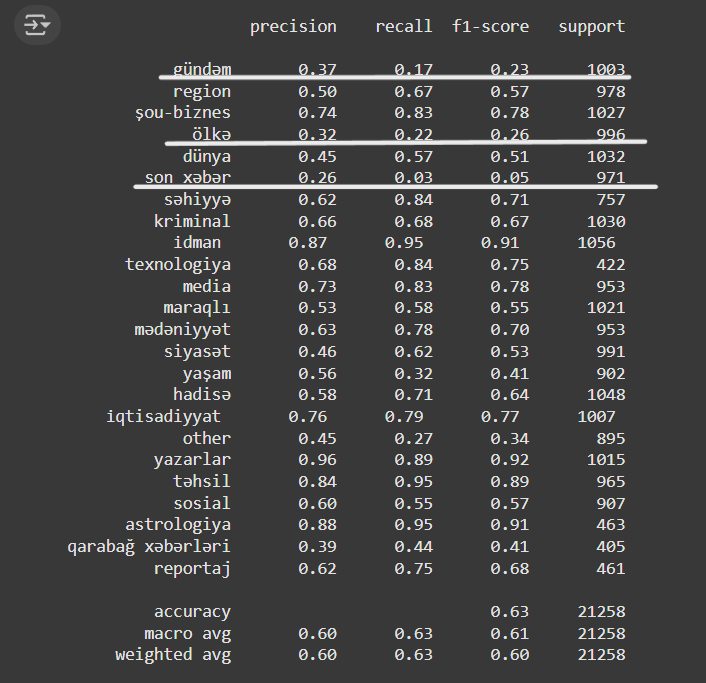 precision recall f1-score support
gündəm 0.37 0.17 0.23 1003
region 0.50 0.67 0.57 978
şou-biznes 0.74 0.83 0.78 1027
ölkə 0.32 0.22 0.26 996
dünya 0.45 0.57 0.51 1032
son xəbər 0.26 0.03 0.05 971
səhiyyə 0.62 0.84 0.71 757
kriminal 0.66 0.68 0.67 1030
idman 0.87 0.95 0.91 1056
texnologiya 0.68 0.84 0.75 422
media 0.73 0.83 0.78 953
maraqlı 0.53 0.58 0.55 1021
mədəniyyət 0.63 0.78 0.70 953
siyasət 0.46 0.62 0.53 991
yaşam 0.56 0.32 0.41 902
hadisə 0.58 0.71 0.64 1048
iqtisadiyyat 0.76 0.79 0.77 1007
other 0.45 0.27 0.34 895
yazarlar 0.96 0.89 0.92 1015
təhsil 0.84 0.95 0.89 965
sosial 0.60 0.55 0.57 907
astrologiya 0.88 0.95 0.91 463
qarabağ xəbərləri 0.39 0.44 0.41 405
reportaj 0.62 0.75 0.68 461
accuracy 0.63 21258
macro avg 0.60 0.63 0.61 21258
weighted avg 0.60 0.63 0.60 21258